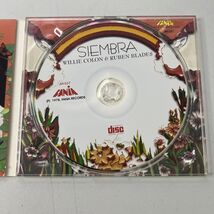 SIEMBRA
WILLIE COLON & RUBEN BLADES
FANIA
(P) 1978, FANIA RECORDS
disc